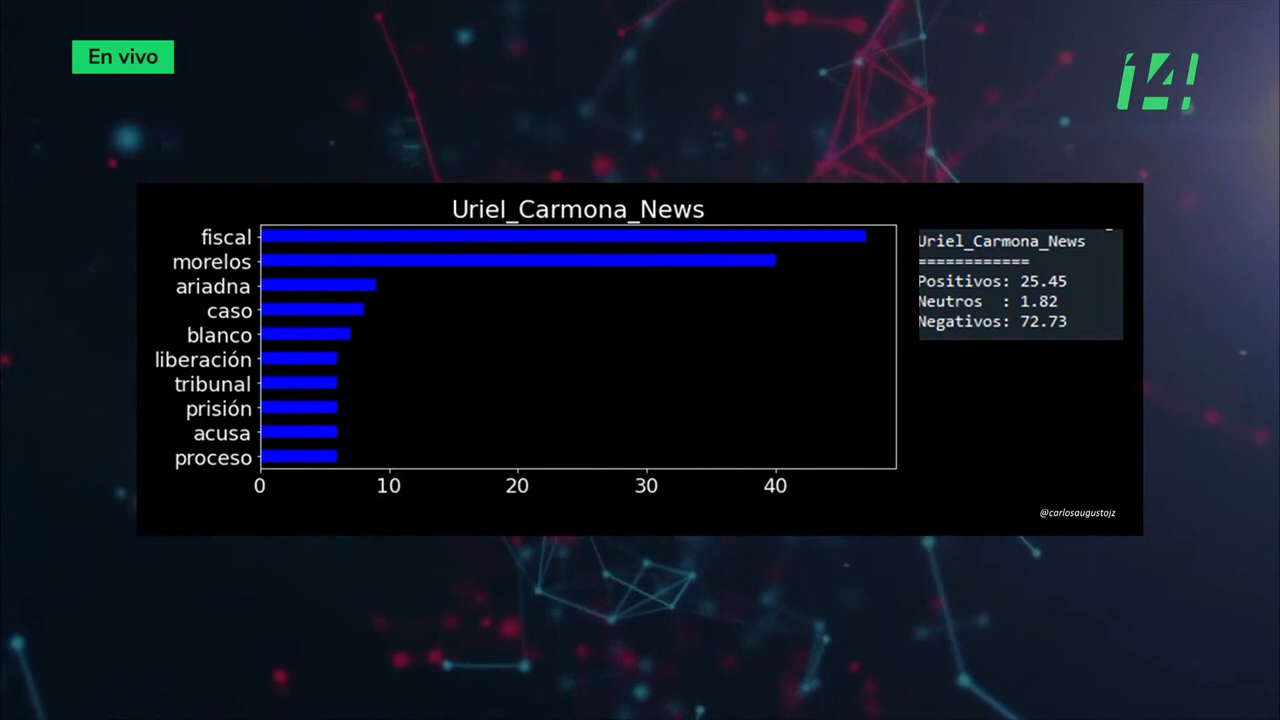 En vivo
14!
Uriel_Carmona_News
fiscal
morelos
ariadna
caso
blanco
liberación
tribunal
prisión
acusa
proceso
0 10 20 30 40
Uriel_Carmona_News
============
Positivos: 25.45
Neutros : 1.82
Negativos: 72.73
@carlosaugustojz